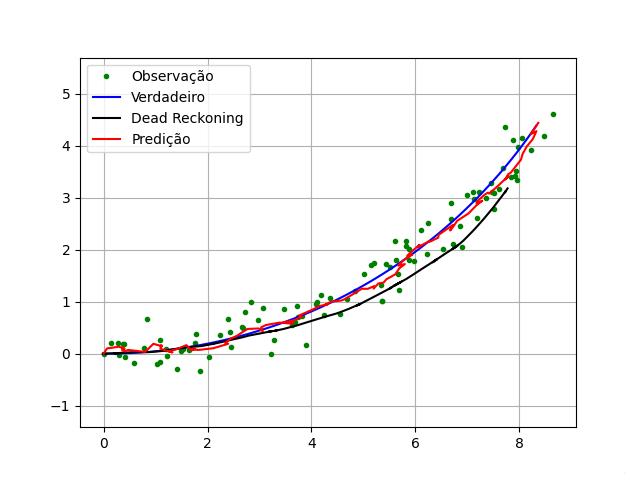 Observação
Verdadeiro
Dead Reckoning
Predição
5
4
3
2
1
0
−1
0 2 4 6 8